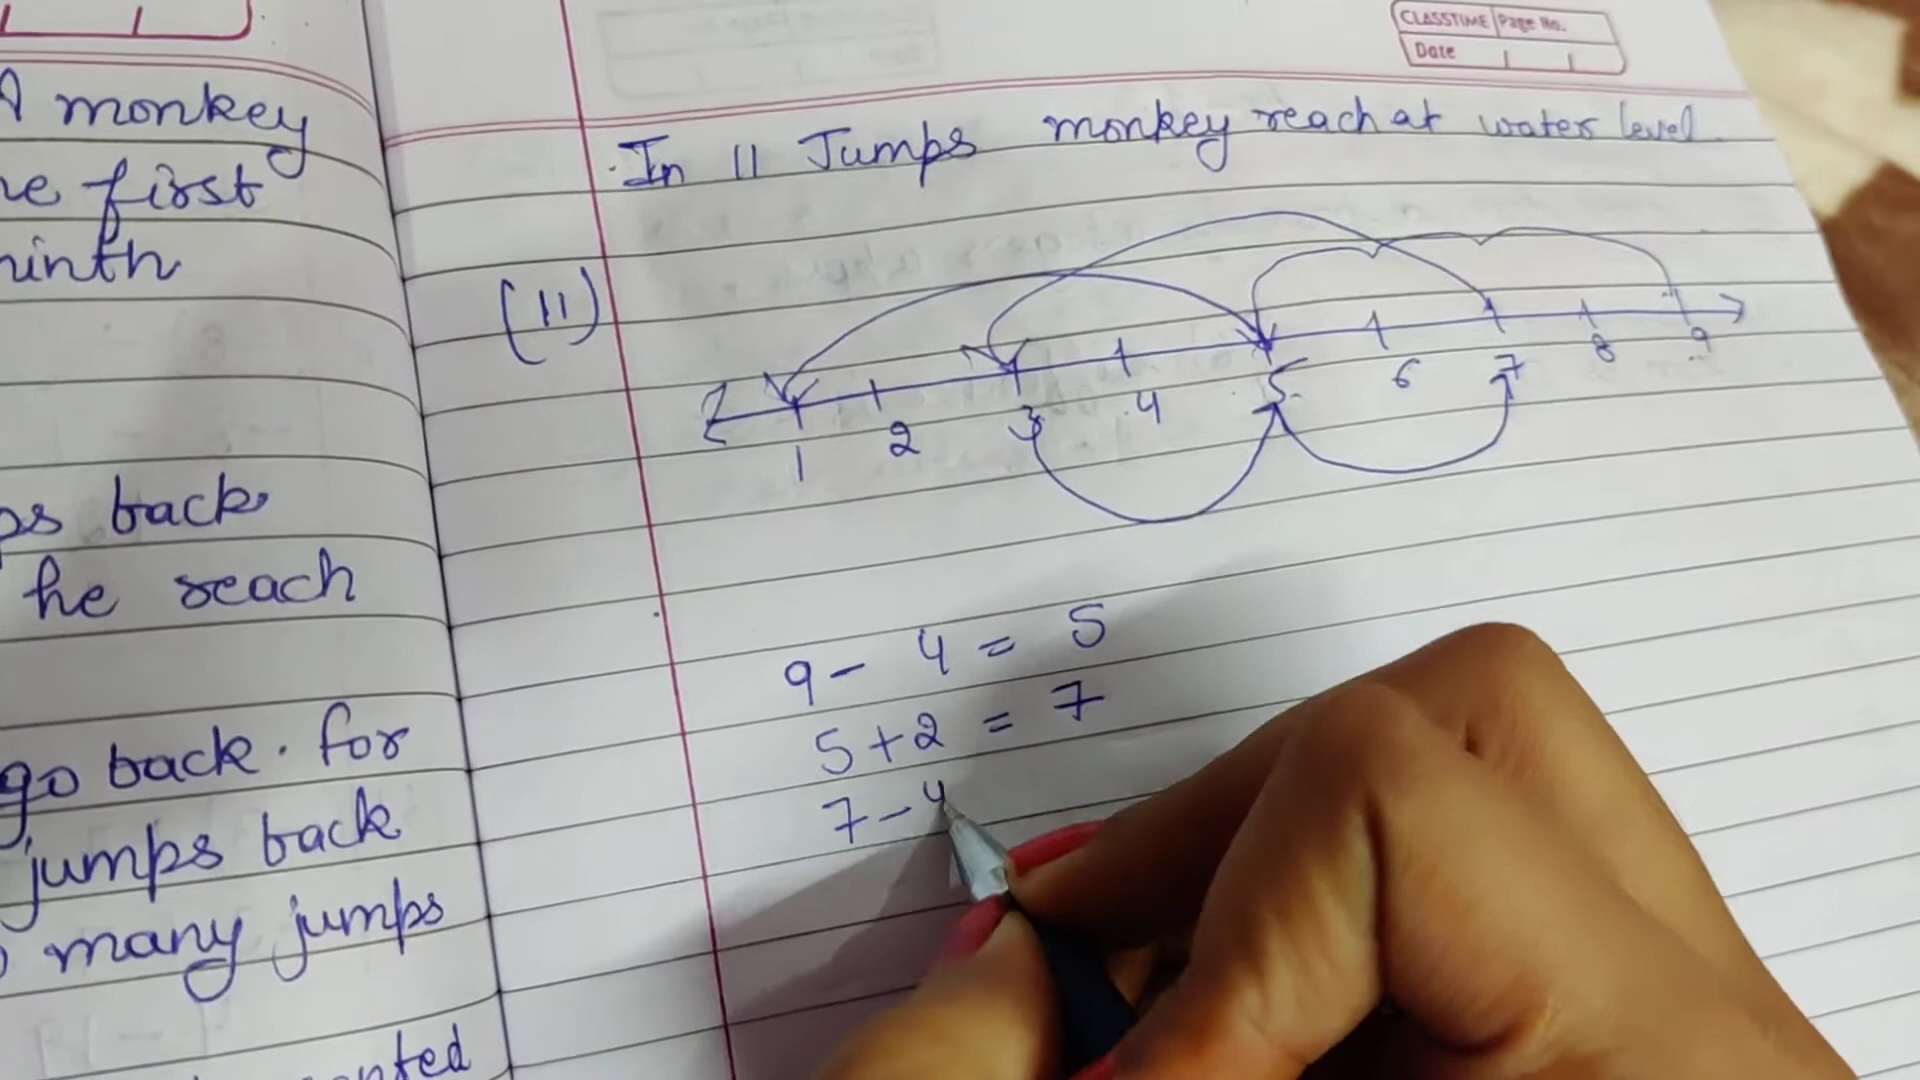 A monkey
first
ninth
back
he reach
go back. for
jumps back
many jumps
CLASSTIME Page No.
Date
In 11 Jumps monkey reach at water level.
(11)
1 2 3 4 5 6 7 8 9
9 - 4 = 5
5 + 2 = 7
7 - 4